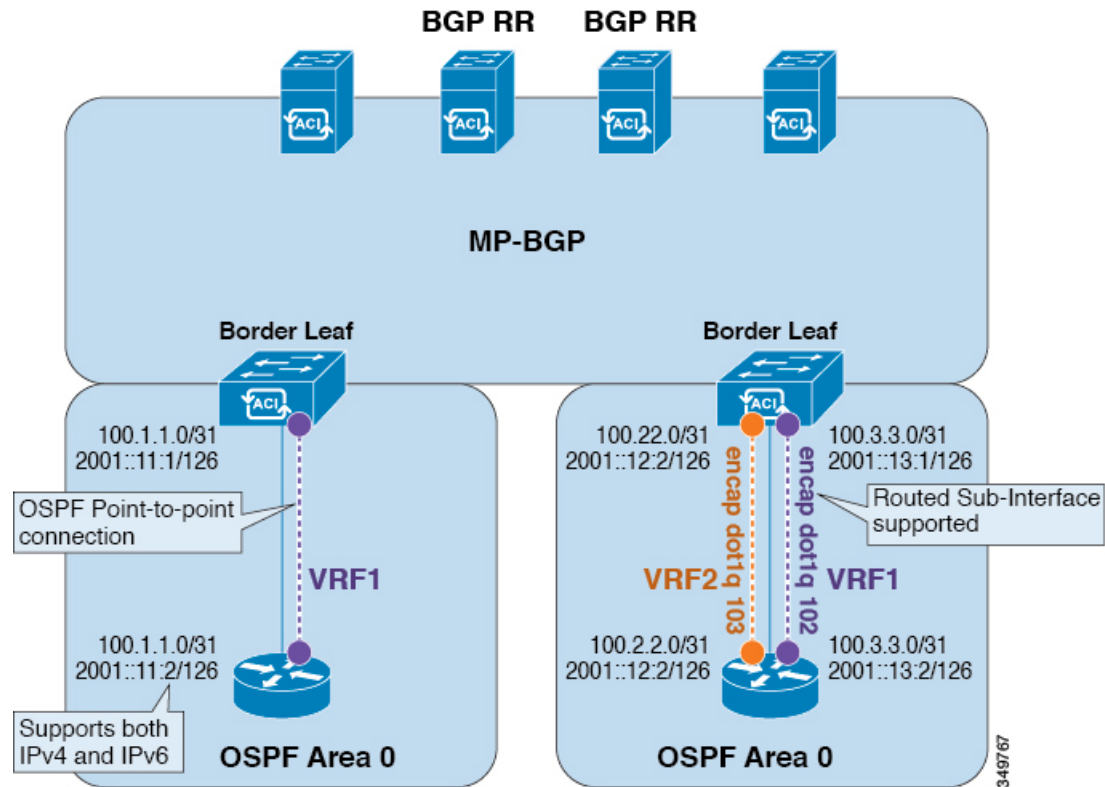 BGP RR
BGP RR
ACI
ACI
ACI
ACI
MP-BGP
Border Leaf
Border Leaf
ACI
ACI
100.1.1.0/31
2001::11:1/126
100.22.0/31
2001::12:2/126
100.3.3.0/31
2001::13:1/126
OSPF Point-to-point
connection
encap dot1q 103
encap dot1q 102
Routed Sub-Interface
supported
VRF1
VRF2
VRF1
100.1.1.0/31
2001::11:2/126
100.2.2.0/31
2001::12:2/126
100.3.3.0/31
2001::13:2/126
Supports both
IPv4 and IPv6
OSPF Area 0
OSPF Area 0
349767